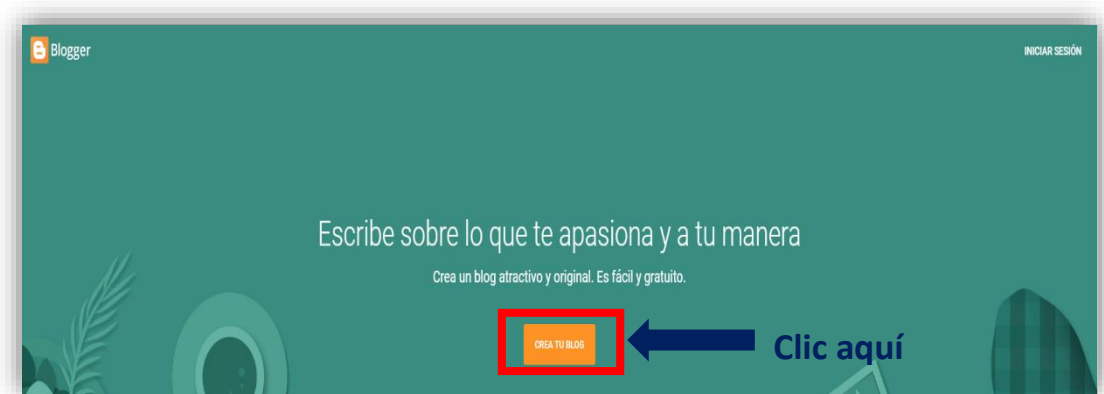 Blogger
INICIAR SESIÓN
Escribe sobre lo que te apasiona y a tu manera
Crea un blog atractivo y original. Es fácil y gratuito.
CREA TU BLOG
Clic aquí